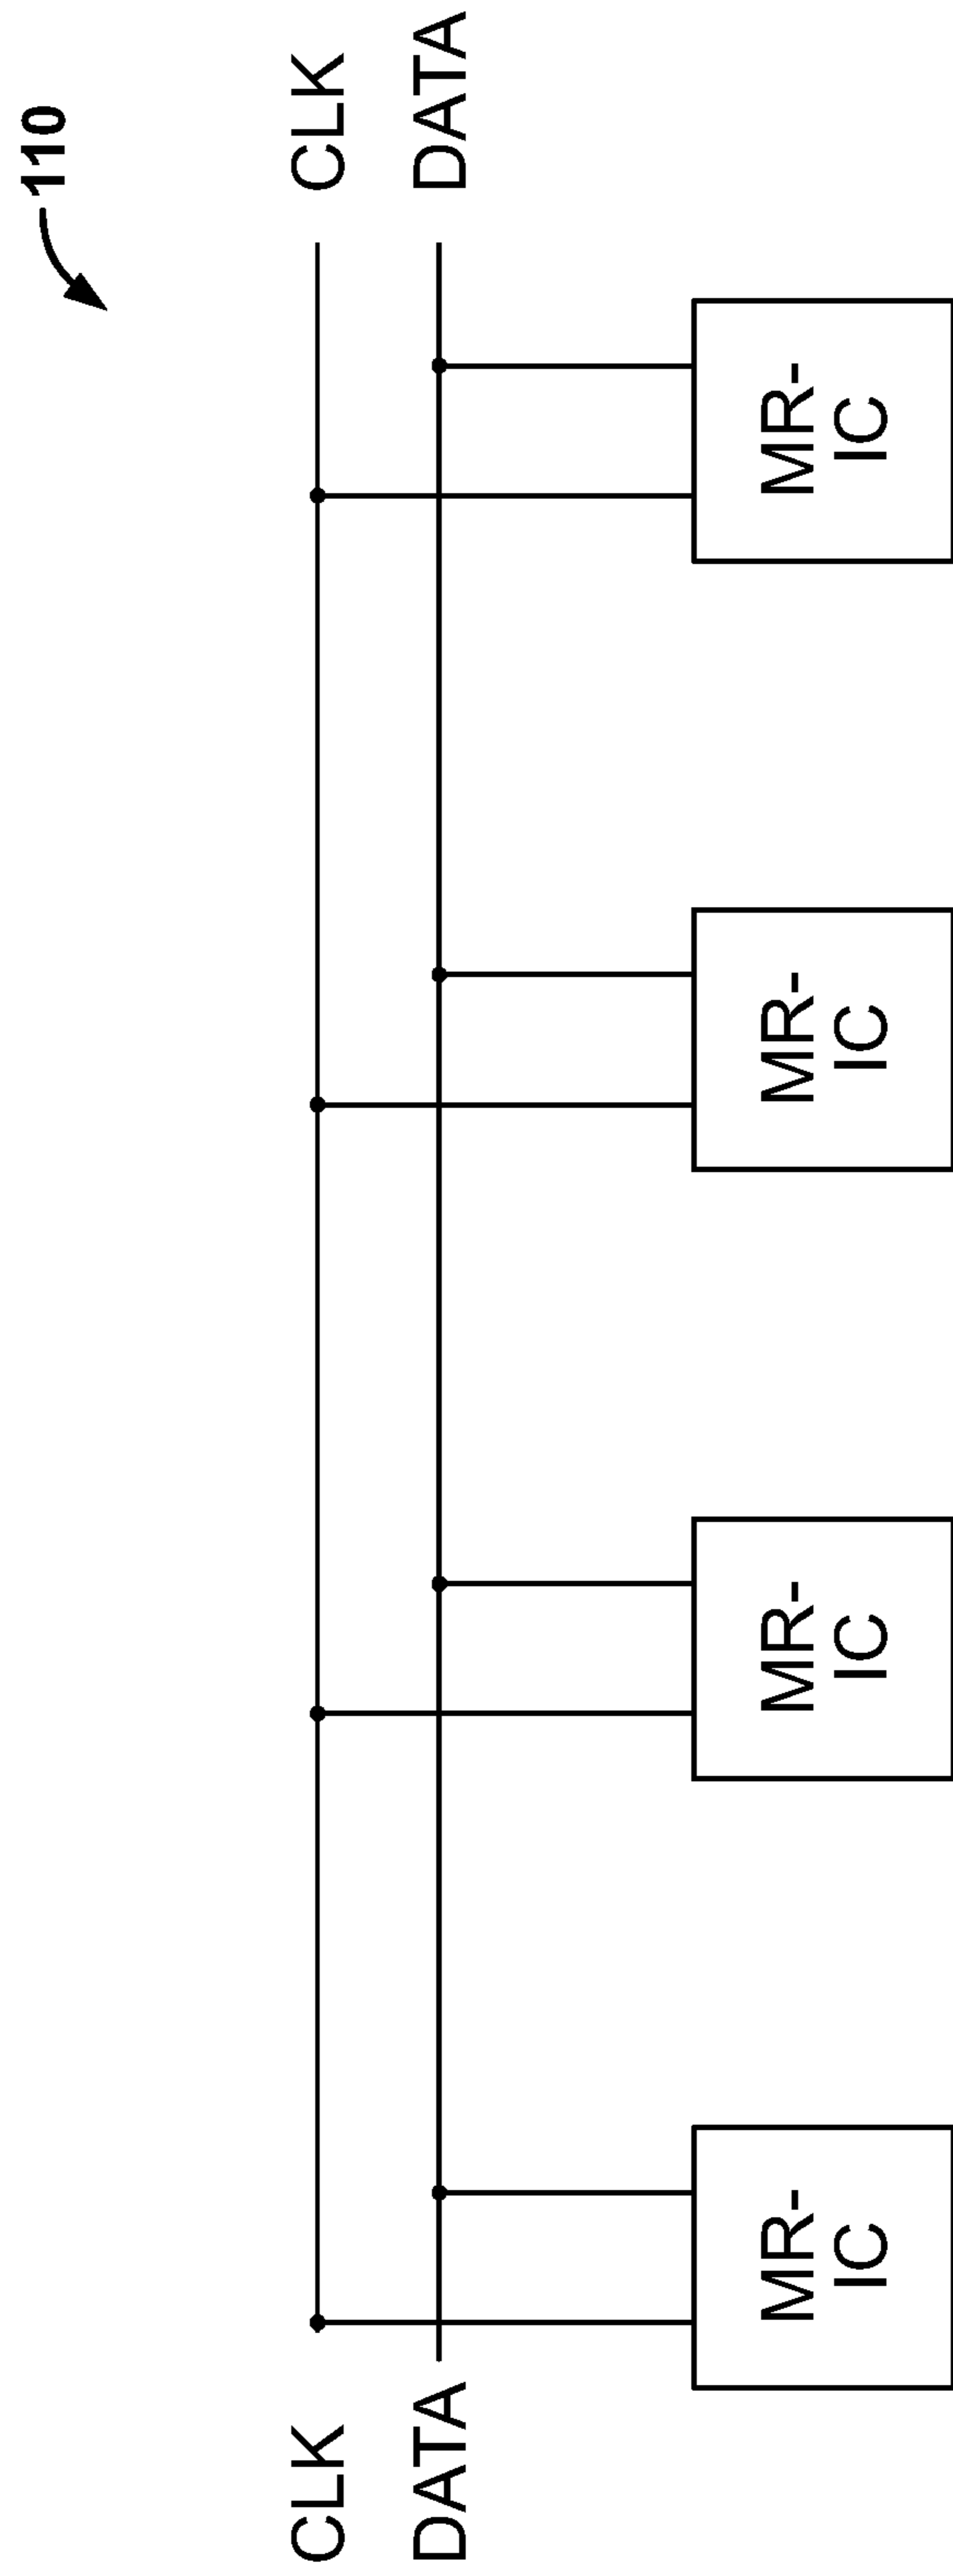 110
CLK
CLK
DATA
DATA
MR-
IC
MR-
IC
MR-
IC
MR-
IC